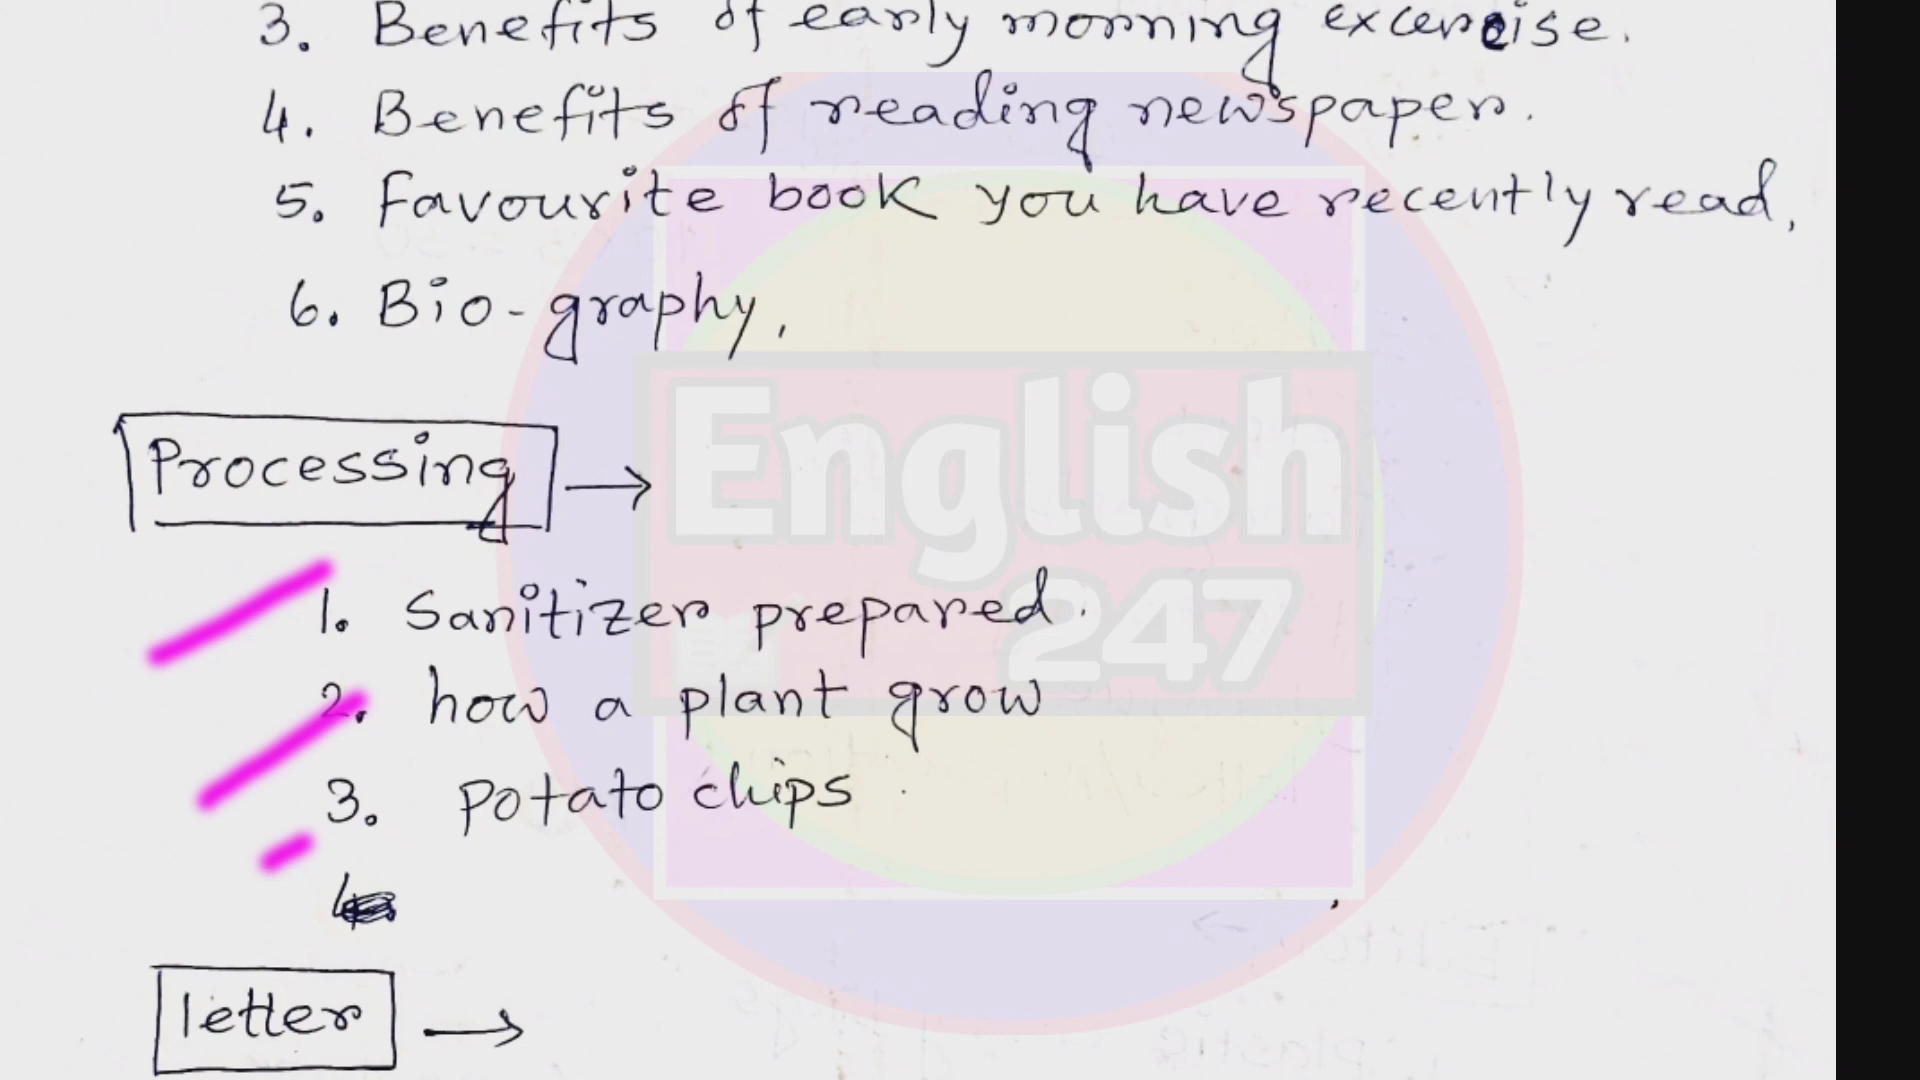 3. Benefits of early morning excercise.
4. Benefits of reading newspaper.
5. Favourite book you have recently read,
6. Bio-graphy,
Processing →
English
247
1. Sanitizer prepared.
2. how a plant grow
3. Potato chips
letter →